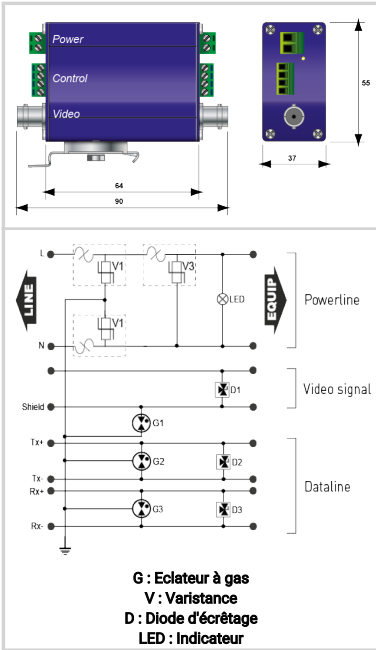 Power
Control
Video
55
37
64
90
L
V1
V3
LINE
LED
EQUIP
Powerline
V1
N
D1
Video signal
Shield
G1
Tx+
G2
D2
Dataline
Tx-
Rx+
G3
D3
Rx-
G : Eclateur à gas
V : Varistance
D : Diode d'écrêtage
LED : Indicateur